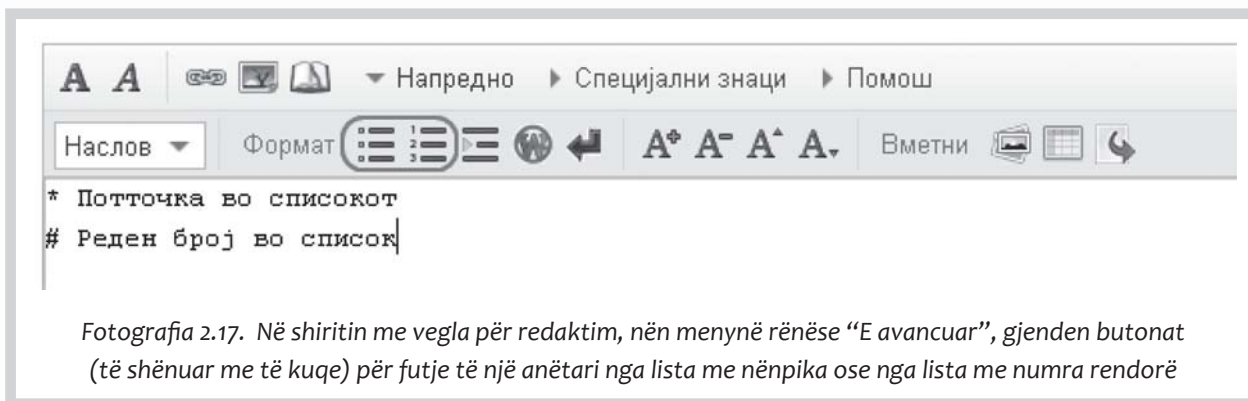 A A Напредно Специјални знаци Помош
Наслов Формат A+ A- A A Вметни
* Потточка во списокот
# Реден број во список
Fotografia 2.17. Në shiritin me vegla për redaktim, nën menynë rënëse “E avancuar”, gjenden butonat
(të shënuar me të kuqe) për futje të një anëtari nga lista me nënpika ose nga lista me numra rendorë